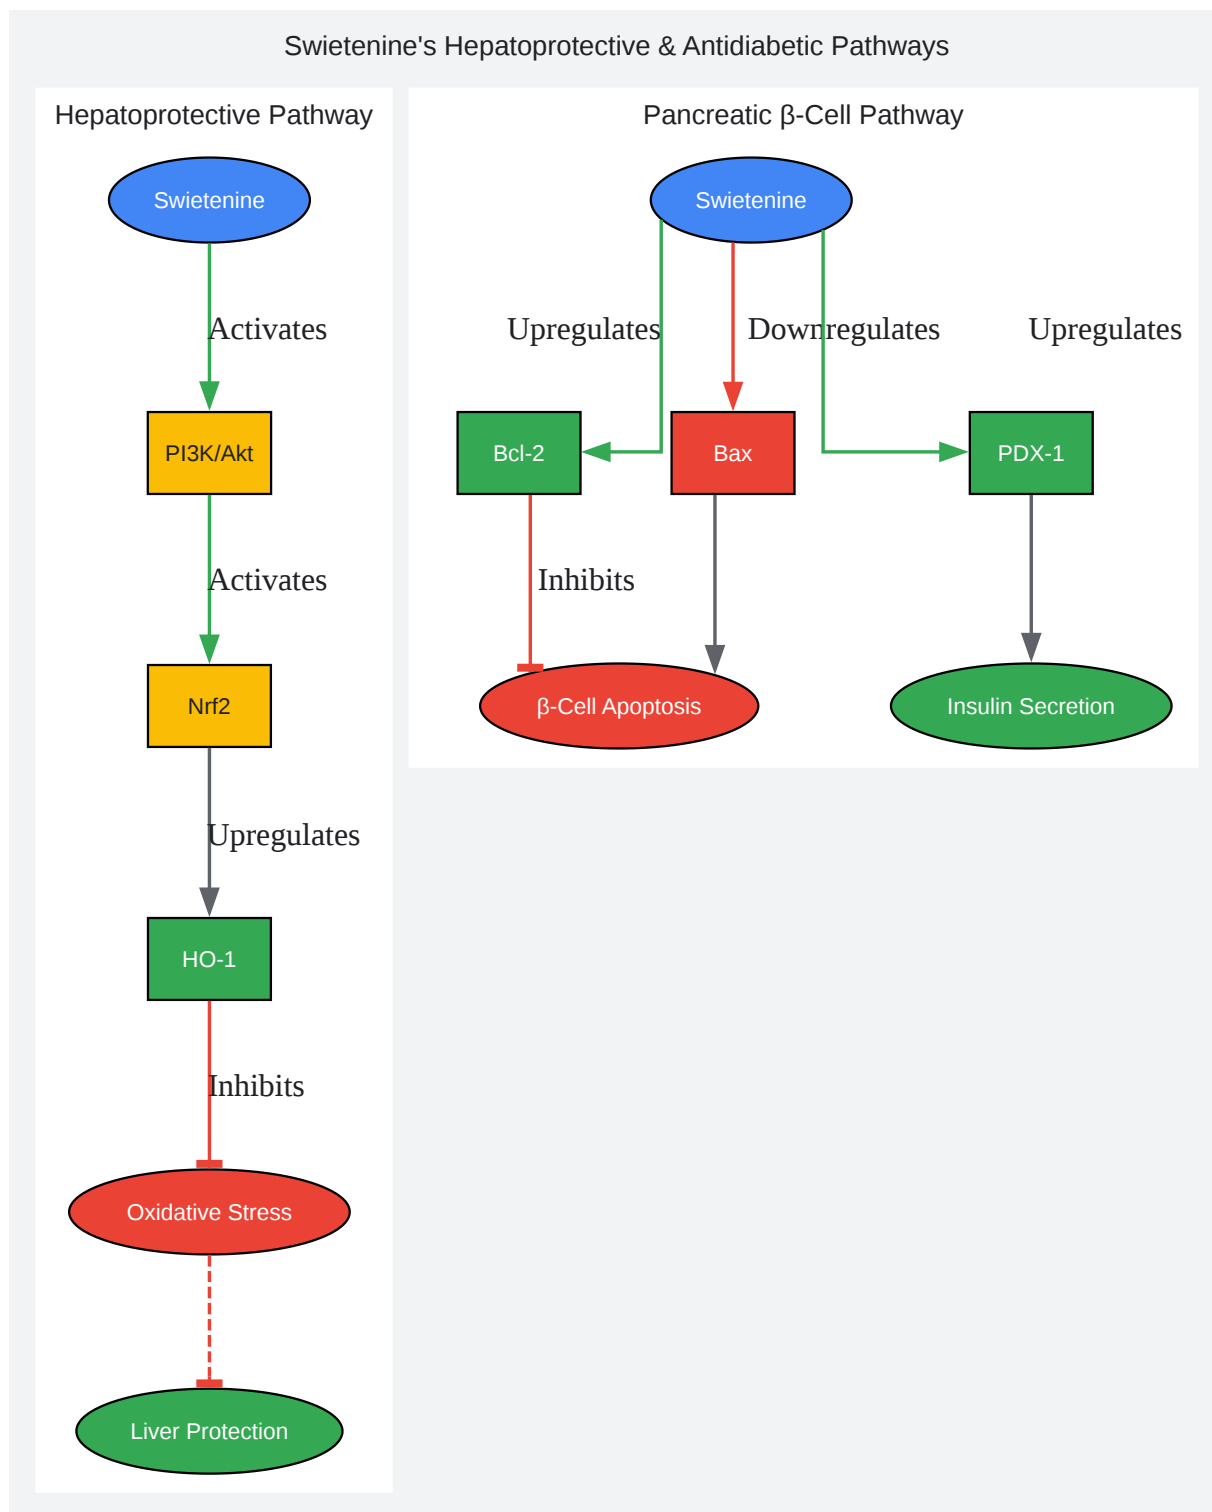 Swietenine's Hepatoprotective & Antidiabetic Pathways
Hepatoprotective Pathway
Swietenine
Activates
PI3K/Akt
Activates
Nrf2
Upregulates
HO-1
Inhibits
Oxidative Stress
Liver Protection
Pancreatic β-Cell Pathway
Swietenine
Upregulates
Downregulates
Upregulates
Bcl-2
Bax
PDX-1
Inhibits
β-Cell Apoptosis
Insulin Secretion